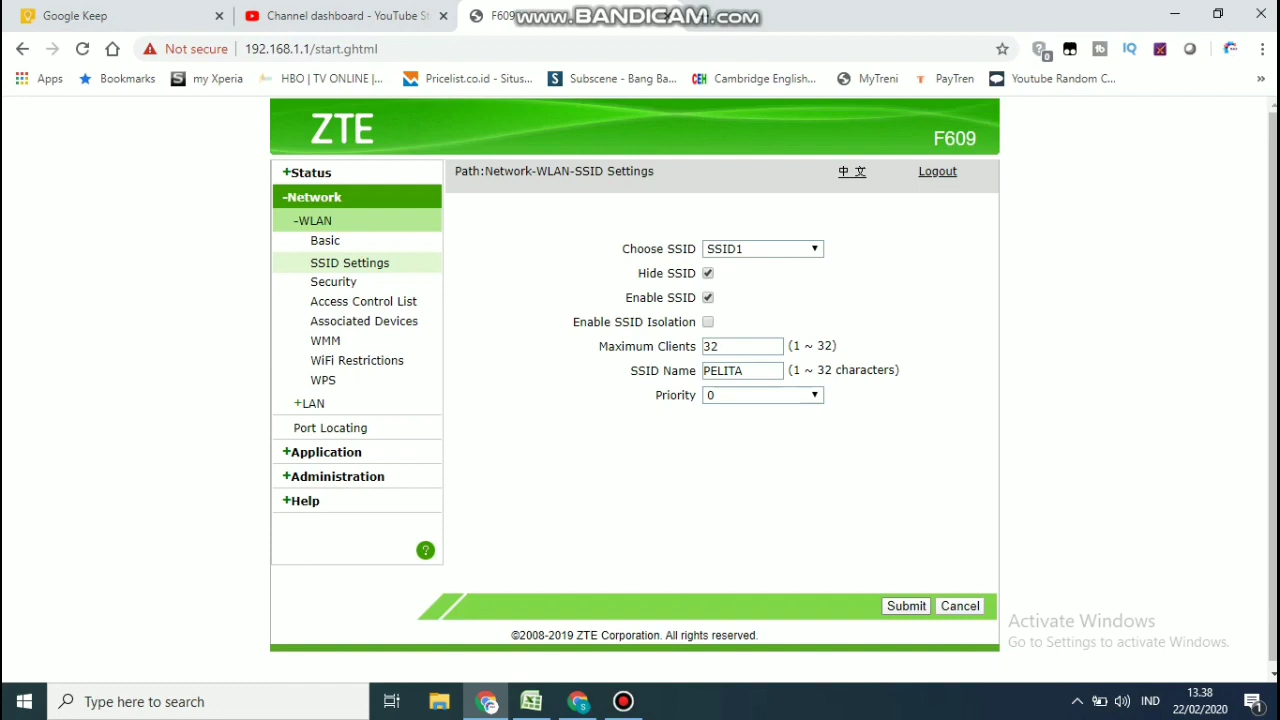 Google Keep
Channel dashboard - YouTube St
F609
www.BANDICAM.com
Not secure
192.168.1.1/start.ghtml
0
tb
IQ
Apps
Bookmarks
S
my Xperia
HBO | TV ONLINE |...
Pricelist.co.id - Situs...
S
Subscene - Bang Ba...
CEH
Cambridge English...
MyTreni
T
PayTren
Youtube Random C...
»
ZTE
F609
+Status
-Network
-WLAN
Basic
SSID Settings
Security
Access Control List
Associated Devices
WMM
WiFi Restrictions
WPS
+LAN
Port Locating
+Application
+Administration
+Help
?
Path:Network-WLAN-SSID Settings
中 文
Logout
Choose SSID
SSID1
Hide SSID
Enable SSID
Enable SSID Isolation
Maximum Clients
32
(1 ~ 32)
SSID Name
PELITA
(1 ~ 32 characters)
Priority
0
Submit
Cancel
©2008-2019 ZTE Corporation. All rights reserved.
Activate Windows
Go to Settings to activate Windows.
Type here to search
S
IND
13.38
22/02/2020
1